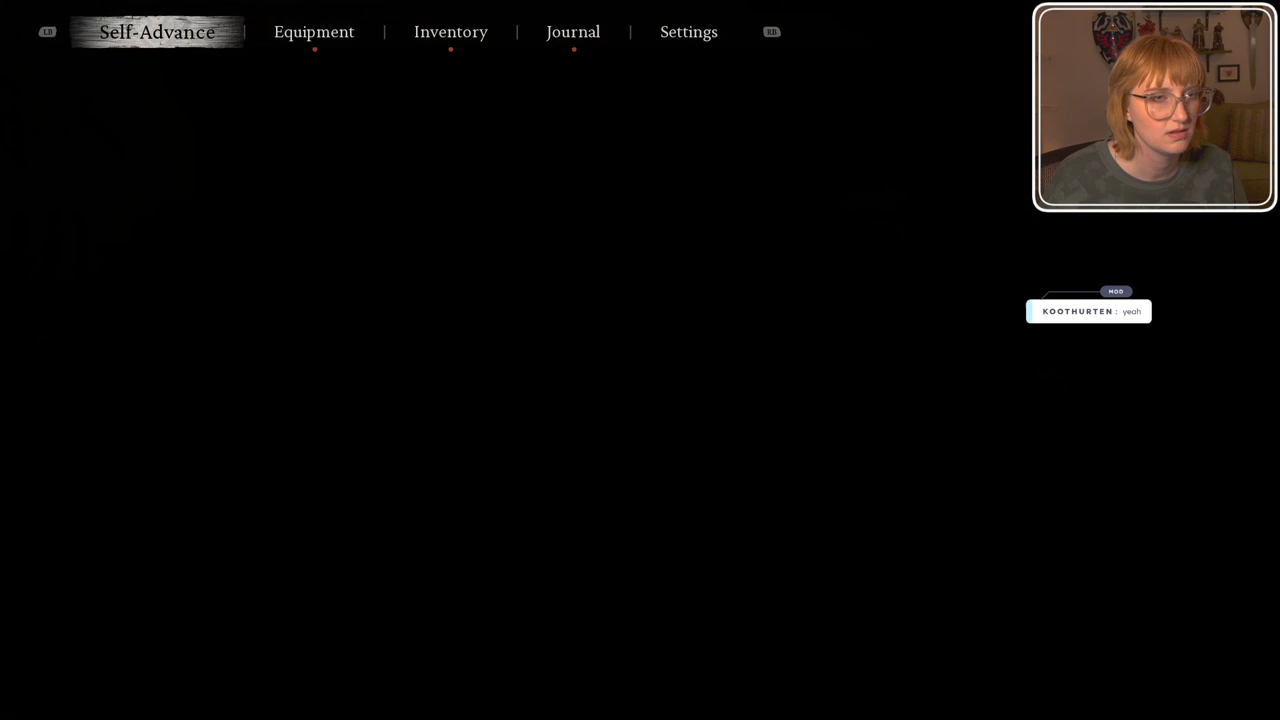 LB Self-Advance Equipment Inventory Journal Settings RB
MOD
KOOTHURTEN : yeah